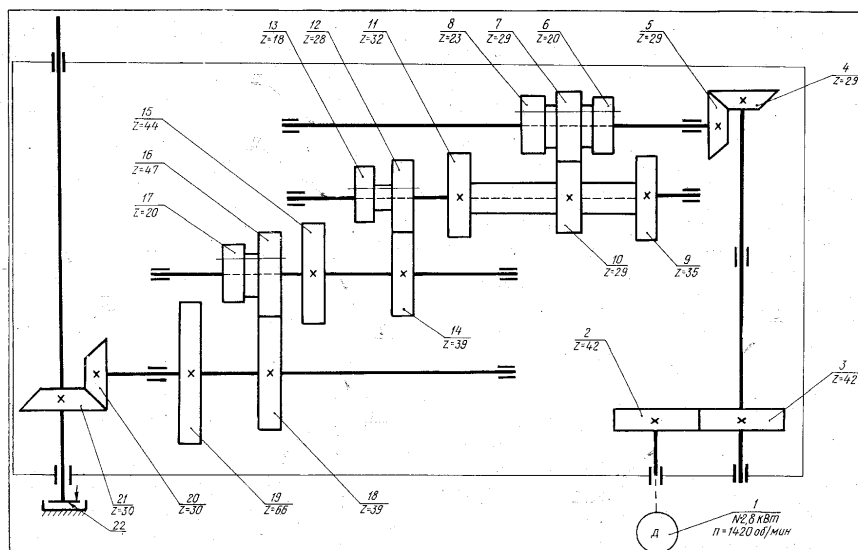 13
Z=18
12
Z=28
11
Z=32
8
Z=23
7
Z=29
6
Z=20
5
Z=29
4
Z=29
15
Z=44
16
Z=47
17
Z=20
10
Z=29
9
Z=35
14
Z=39
2
Z=42
3
Z=42
21
Z=30
22
20
Z=30
19
Z=66
18
Z=39
Д
1
N=2,8 кВт
n=1420 об/мин